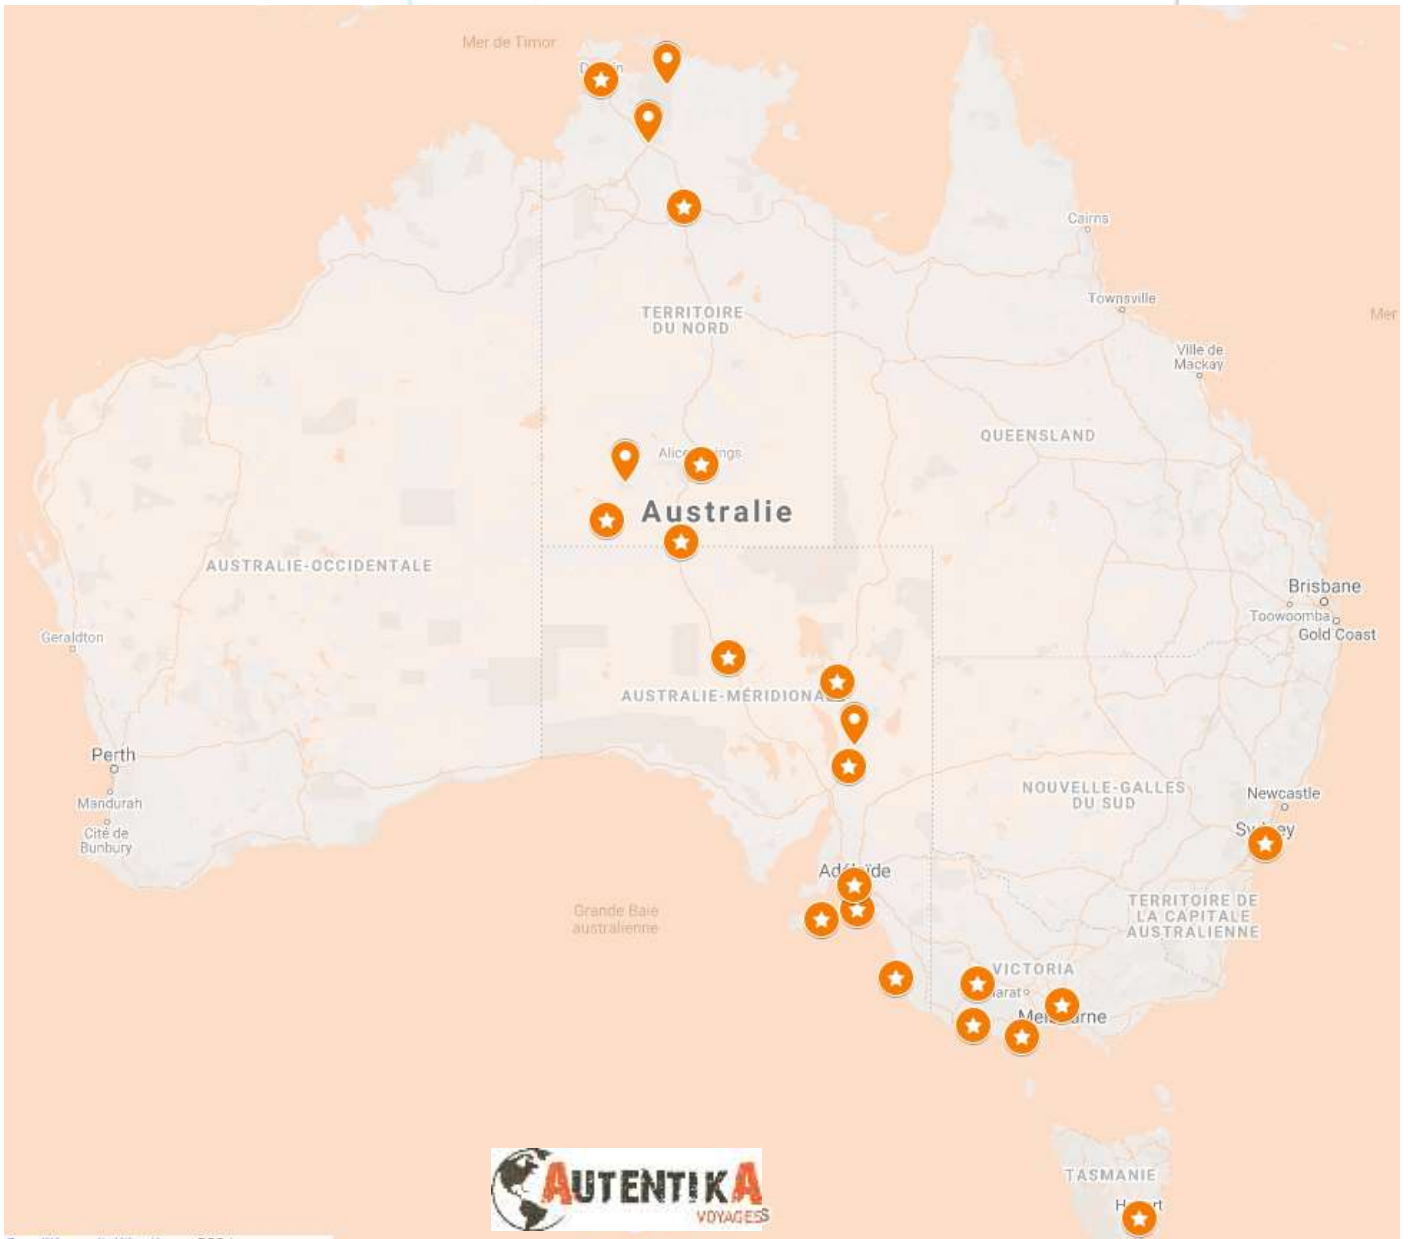 Mer de Timor
Cairns
Townsville
TERRITOIRE
DU NORD
Mer
Ville de
Mackay
QUEENSLAND
Australie
AUSTRALIE-OCCIDENTALE
Brisbane
Toowoomba
Gold Coast
Geraldton
Perth
NOUVELLE-GALLES
DU SUD
Newcastle
Mandurah
Cité de
Bunbury
Grande Baie
australienne
TERRITOIRE DE
LA CAPITALE
AUSTRALIENNE
VICTORIA
AUTENTIKA
VOYAGES
TASMANIE